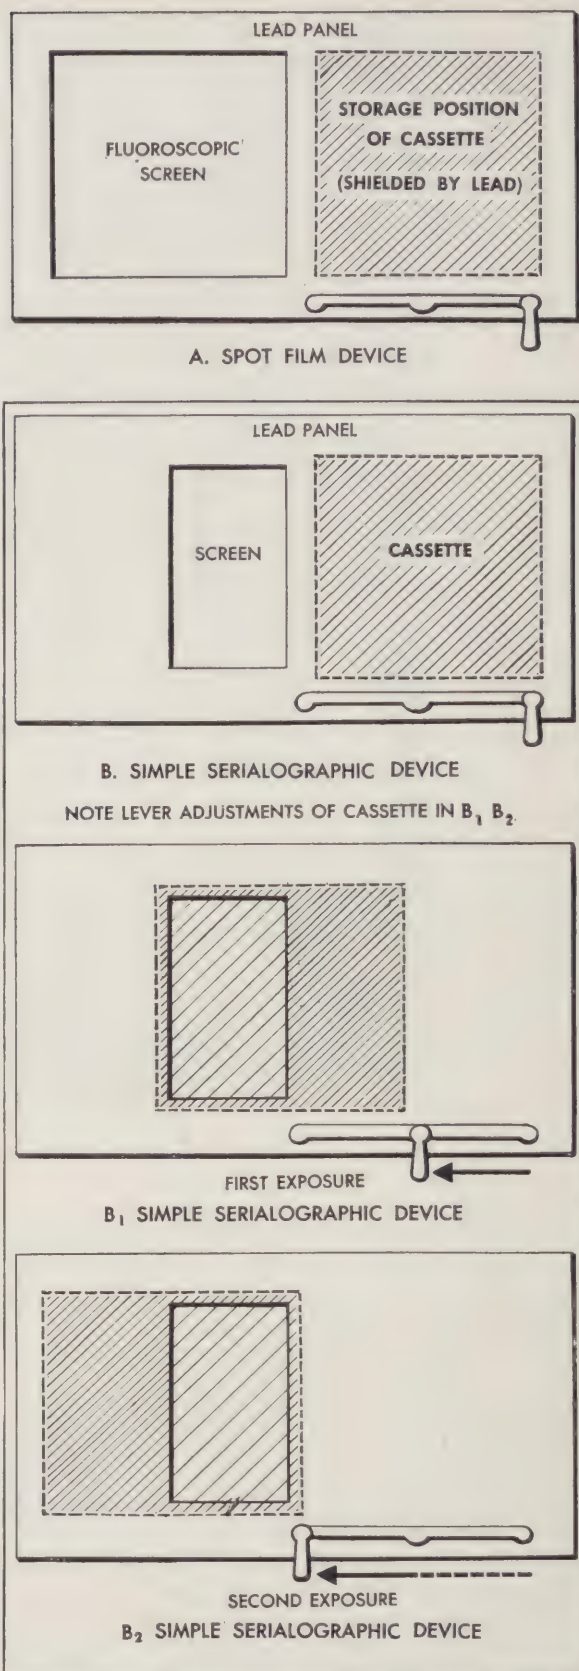 LEAD PANEL
FLUOROSCOPIC
SCREEN
STORAGE POSITION
OF CASSETTE
(SHIELDED BY LEAD)
A. SPOT FILM DEVICE
LEAD PANEL
SCREEN
CASSETTE
B. SIMPLE SERIALOGRAPHIC DEVICE
NOTE LEVER ADJUSTMENTS OF CASSETTE IN B₁ B₂.
FIRST EXPOSURE
B₁ SIMPLE SERIALOGRAPHIC DEVICE
SECOND EXPOSURE
B₂ SIMPLE SERIALOGRAPHIC DEVICE